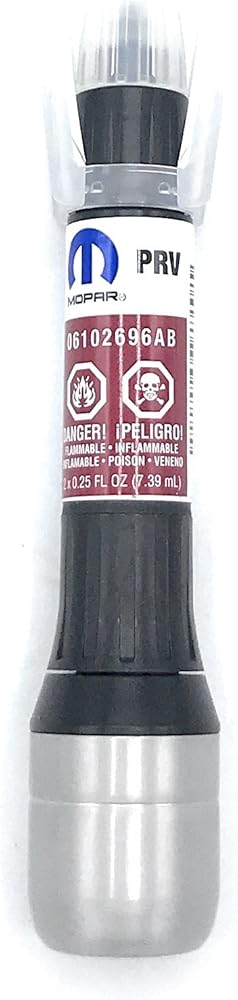 PRV
MOPAR®
06102696AB
DANGER! ¡PELIGRO!
FLAMMABLE • INFLAMMABLE
INFLAMABLE • POISON • VENENO
2 x 0.25 FL OZ (7.39 mL)